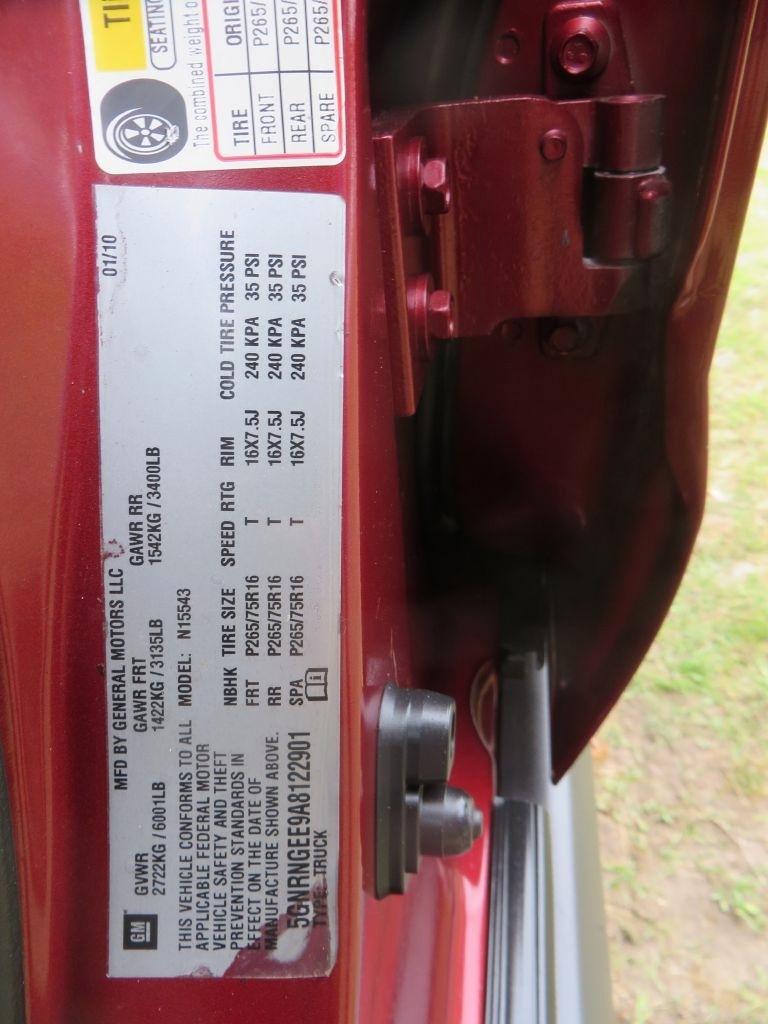 TI
SEATING
The combined weight o
TIRE ORIGI
FRONT P265/
REAR P265/
SPARE P265/
GM MFD BY GENERAL MOTORS LLC 01/10
GVWR GAWR FRT GAWR RR
2722KG / 6001LB 1422KG / 3135LB 1542KG / 3400LB
THIS VEHICLE CONFORMS TO ALL MODEL: N15543
APPLICABLE FEDERAL MOTOR
VEHICLE SAFETY AND THEFT
PREVENTION STANDARDS IN
EFFECT ON THE DATE OF
MANUFACTURE SHOWN ABOVE.
NBHK TIRE SIZE SPEED RTG RIM COLD TIRE PRESSURE
FRT P265/75R16 T 16X7.5J 240 KPA 35 PSI
RR P265/75R16 T 16X7.5J 240 KPA 35 PSI
SPA P265/75R16 T 16X7.5J 240 KPA 35 PSI
5GNRNGEE9A8122901
TYPE: TRUCK